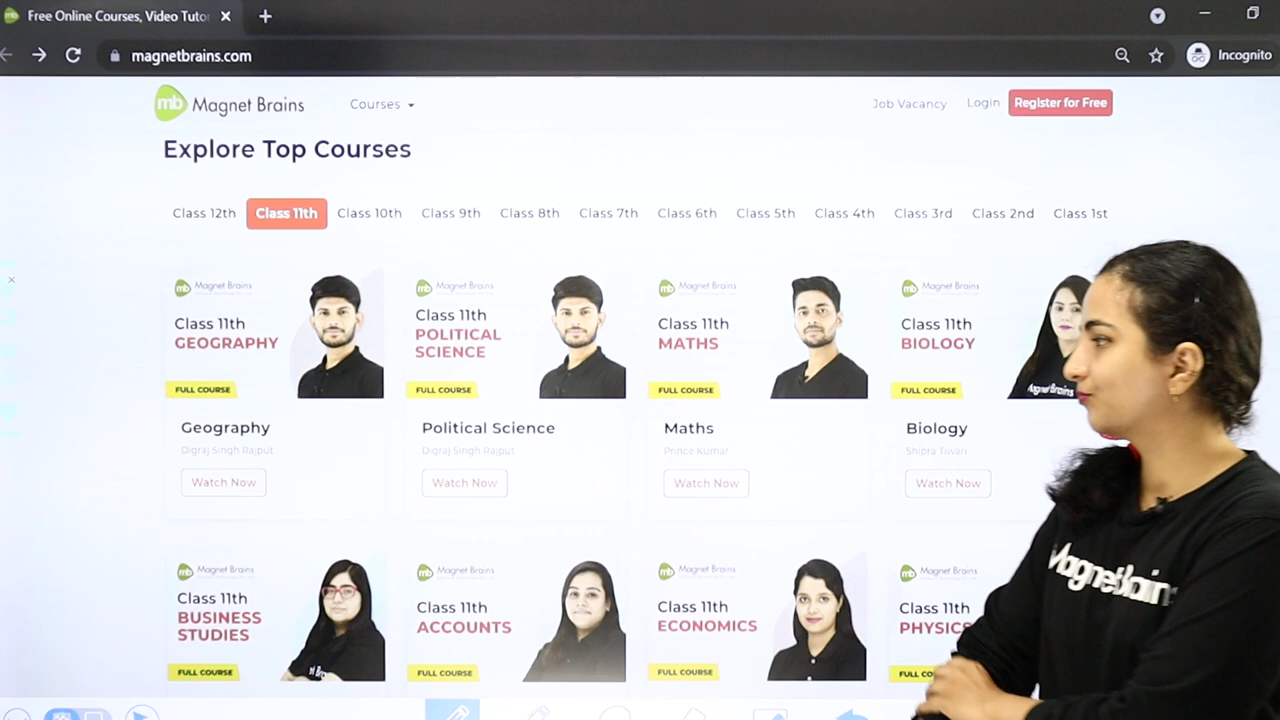 Free Online Courses, Video Tuto
magnetbrains.com
Incognito
mb Magnet Brains
Courses
Job Vacancy
Login
Register for Free
Explore Top Courses
Class 12th
Class 11th
Class 10th
Class 9th
Class 8th
Class 7th
Class 6th
Class 5th
Class 4th
Class 3rd
Class 2nd
Class 1st
mb Magnet Brains
Class 11th
GEOGRAPHY
FULL COURSE
Geography
Digraj Singh Rajput
Watch Now
mb Magnet Brains
Class 11th
POLITICAL
SCIENCE
FULL COURSE
Political Science
Digraj Singh Rajput
Watch Now
mb Magnet Brains
Class 11th
MATHS
FULL COURSE
Maths
Prince Kumar
Watch Now
mb Magnet Brains
Class 11th
BIOLOGY
FULL COURSE
Magnet Brains
Biology
Shipra Tiwari
Watch Now
mb Magnet Brains
Class 11th
BUSINESS
STUDIES
FULL COURSE
mb Magnet Brains
Class 11th
ACCOUNTS
FULL COURSE
mb Magnet Brains
Class 11th
ECONOMICS
FULL COURSE
mb Magnet Brains
Class 11th
PHYSICS
FULL CO
Magnet Brains